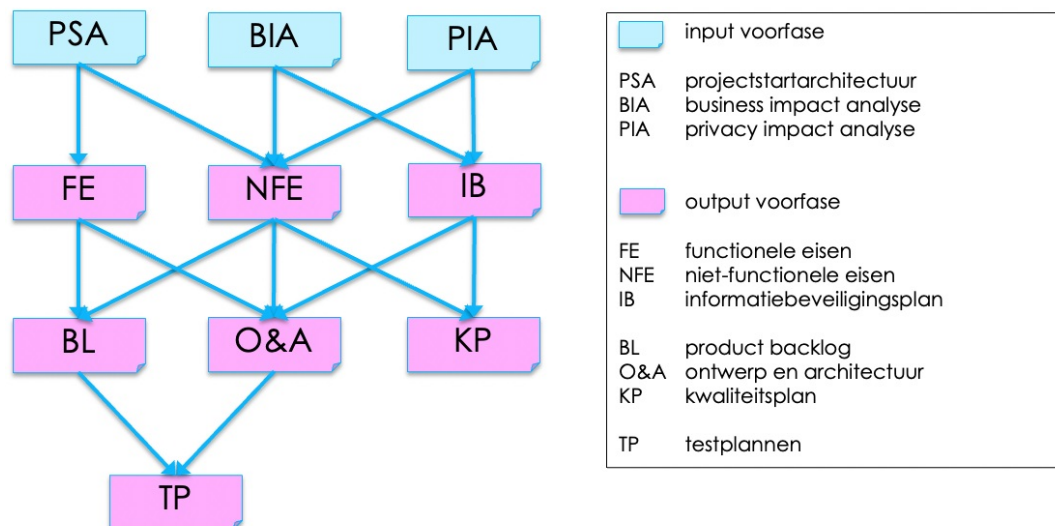 PSA
BIA
PIA
FE
NFE
IB
BL
O&A
KP
TP
input voorfase
PSA projectstartarchitectuur
BIA business impact analyse
PIA privacy impact analyse
output voorfase
FE functionele eisen
NFE niet-functionele eisen
IB informatiebeveiligingsplan
BL product backlog
O&A ontwerp en architectuur
KP kwaliteitsplan
TP testplannen